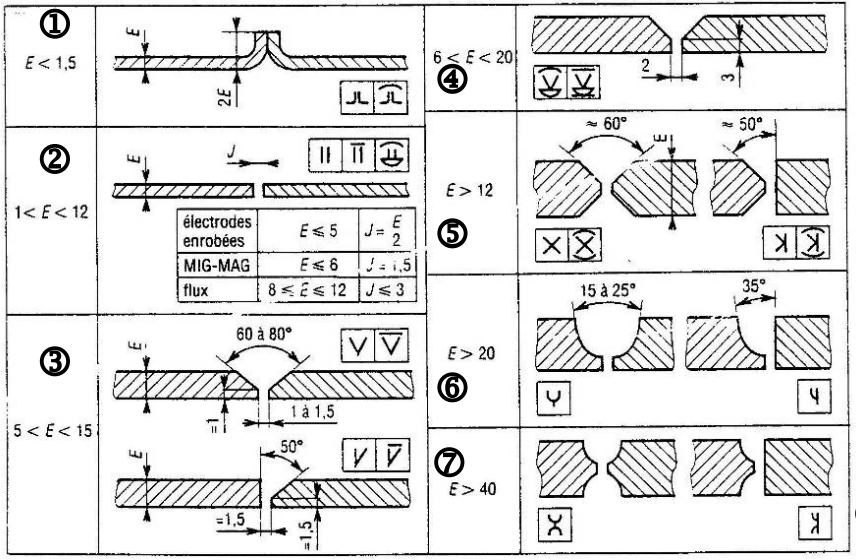 ①
E < 1,5
E
2E
②
1 < E < 12
E
J
électrodes enrobées
E ⩽ 5
J = E/2
MIG-MAG
E ⩽ 6
J = 1,5
flux
8 ⩽ E ⩽ 12
J ⩽ 3
③
5 < E < 15
E
60 à 80°
=1
1 à 1,5
E
50°
=1,5
=1,5
6 < E < 20
④
2
3
E > 12
⑤
≈ 60°
E
≈ 50°
E > 20
⑥
15 à 25°
35°
⑦
E > 40